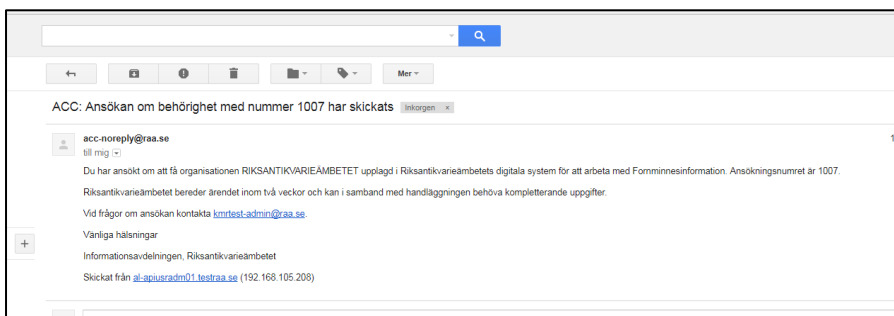 Mer
ACC: Ansökan om behörighet med nummer 1007 har skickats Inkorgen x
acc-noreply@raa.se
till mig
Du har ansökt om att få organisationen RIKSANTIKVARIEÄMBETET upplagd i Riksantikvarieämbetets digitala system för att arbeta med Fornminnesinformation. Ansökningsnumret är 1007.
Riksantikvarieämbetet bereder ärendet inom två veckor och kan i samband med handläggningen behöva kompletterande uppgifter.
Vid frågor om ansökan kontakta kmrtest-admin@raa.se.
Vänliga hälsningar
Informationsavdelningen, Riksantikvarieämbetet
Skickat från al-apiusradm01.testraa.se (192.168.105.208)